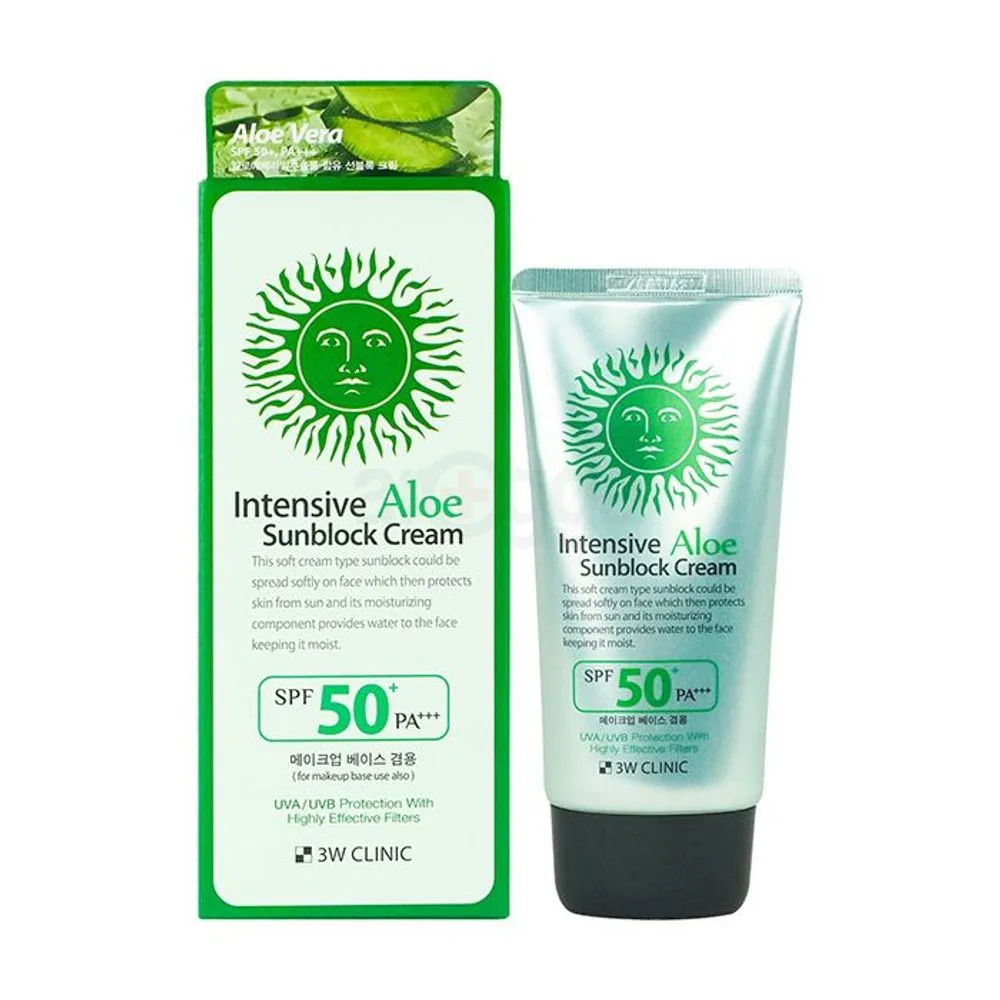 Aloe Vera
SPF 50+, PA+++
Intensive Aloe
Sunblock Cream
This soft cream type sunblock could be
spread softly on face which then protects
skin from sun and its moisturizing
component provides water to the face
keeping it moist.
SPF 50+ PA+++
메이크업 베이스 겸용
(for makeup base use also)
UVA/UVB Protection With
Highly Effective Filters
3W CLINIC
Intensive Aloe
Sunblock Cream
This soft cream type sunblock could be
spread softly on face which then protects
skin from sun and its moisturizing
component provides water to the face
keeping it moist.
SPF 50+ PA+++
메이크업 베이스 겸용
UVA/UVB Protection With
Highly Effective Filters
3W CLINIC